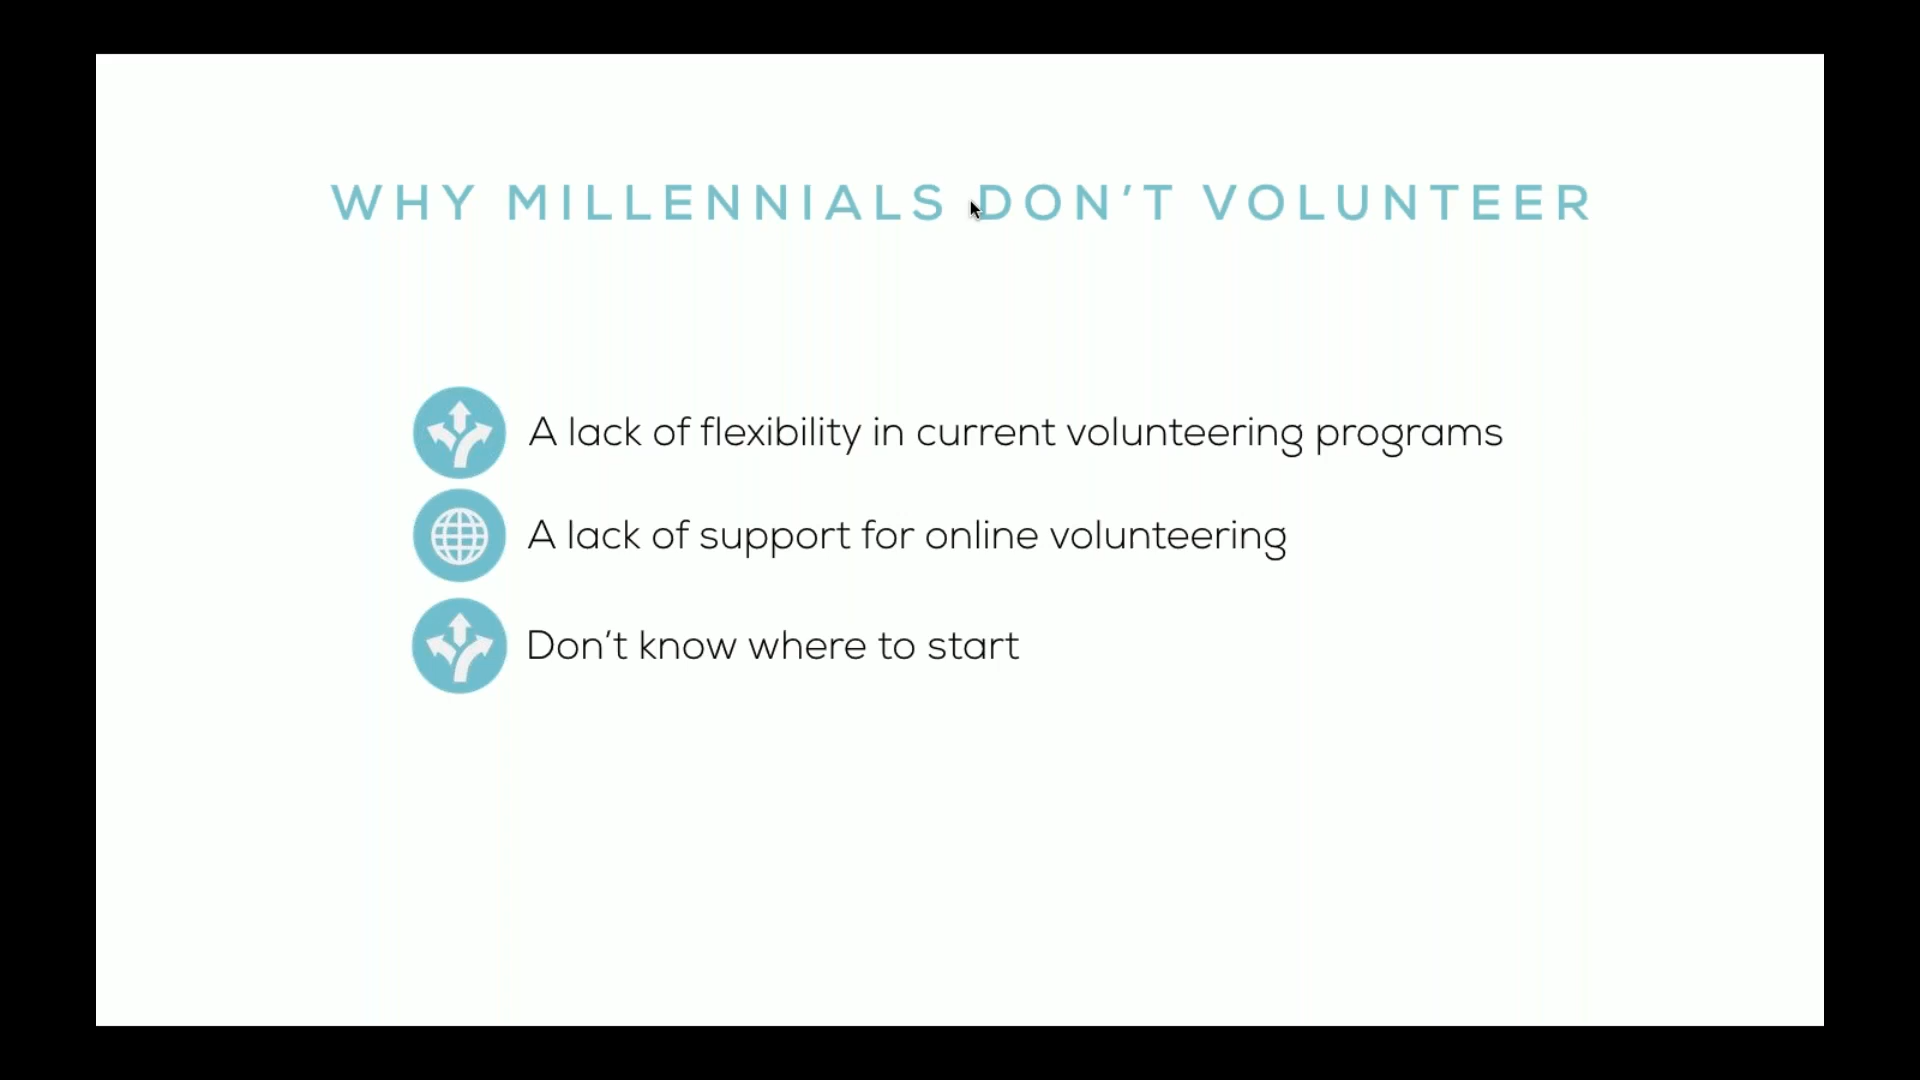 WHY MILLENNIALS DON'T VOLUNTEER
A lack of flexibility in current volunteering programs
A lack of support for online volunteering
Don't know where to start